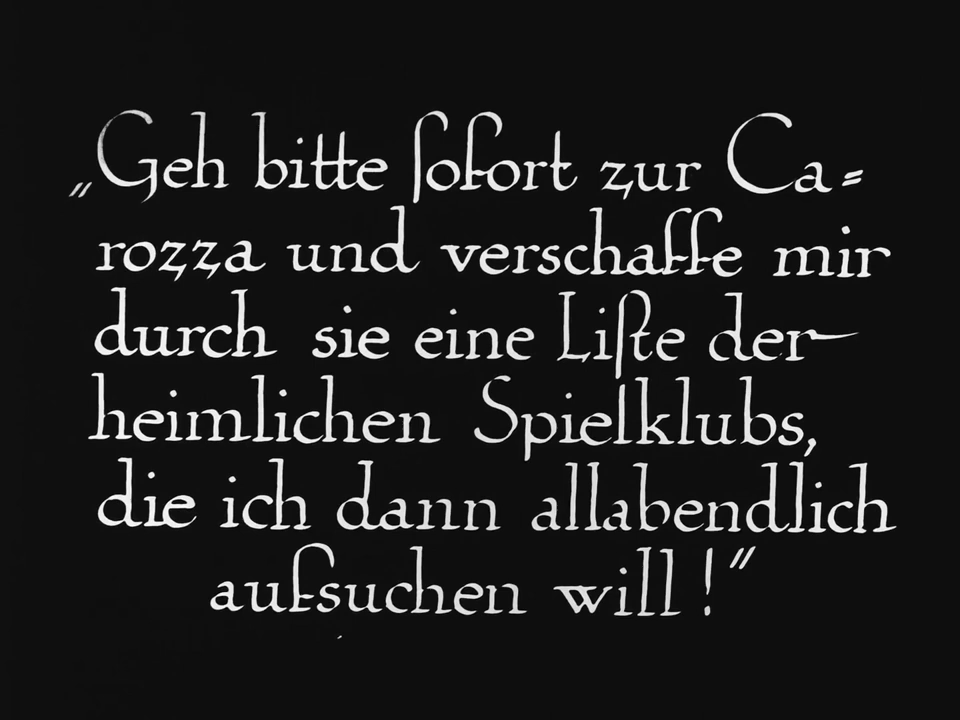 „Geh bitte ſofort zur Ca=
rozza und verschaffe mir
durch sie eine Liſte der
heimlichen Spielklubs,
die ich dann allabendlich
aufsuchen will!“